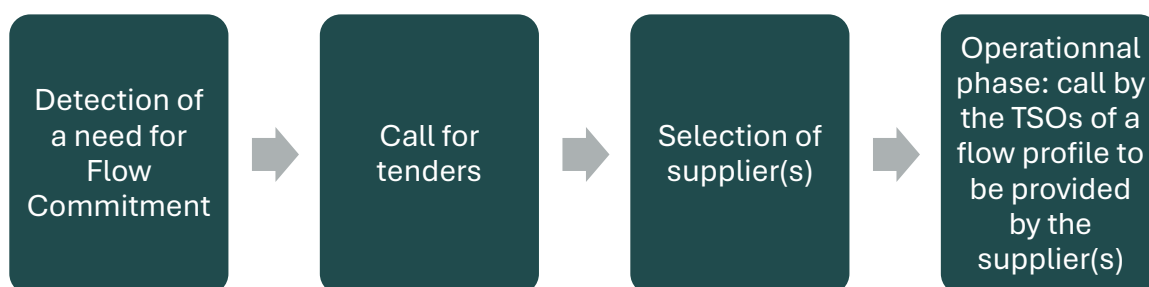 Detection of
a need for
Flow
Commitment
Call for
tenders
Selection of
supplier(s)
Operationnal
phase: call by
the TSOs of a
flow profile to
be provided
by the
supplier(s)